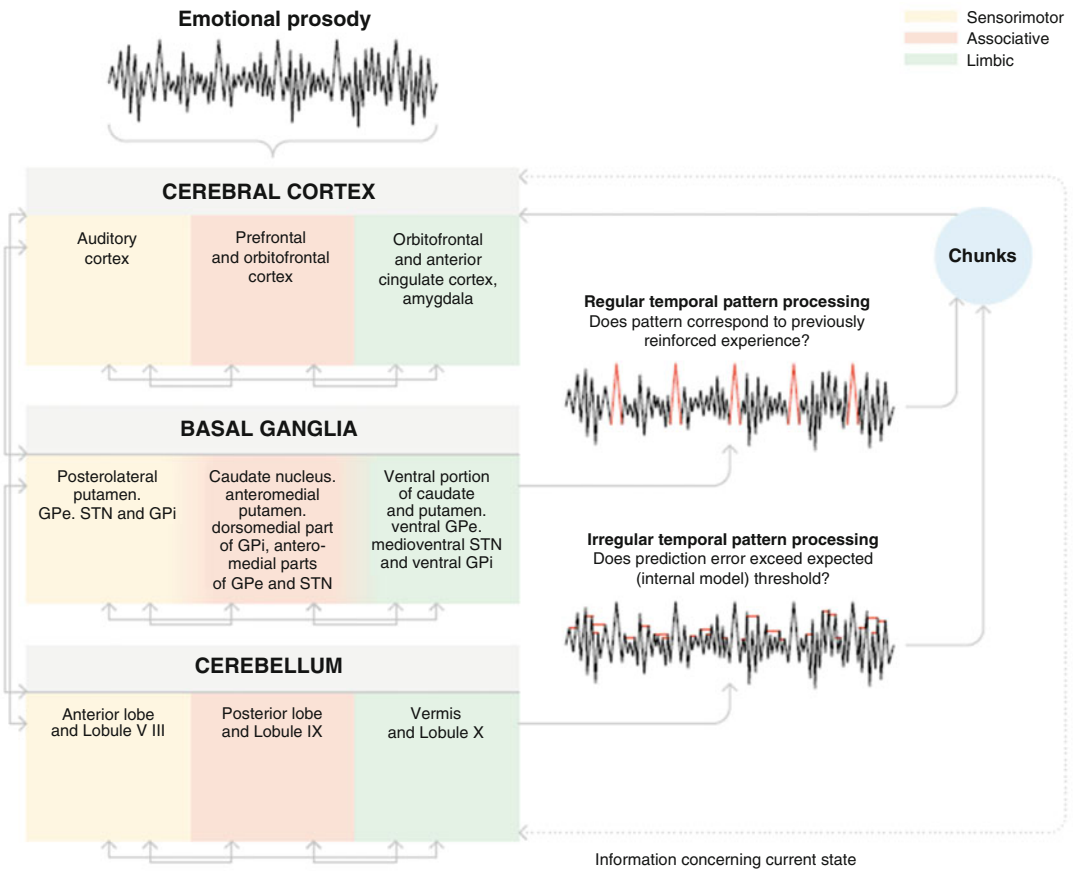 Emotional prosody
Sensorimotor
Associative
Limbic
CEREBRAL CORTEX
Auditory
cortex
Prefrontal
and orbitofrontal
cortex
Orbitofrontal
and anterior
cingulate cortex,
amygdala
Chunks
Regular temporal pattern processing
Does pattern correspond to previously
reinforced experience?
BASAL GANGLIA
Posterolateral
putamen.
GPe. STN and GPi
Caudate nucleus.
anteromedial
putamen.
dorsomedial part
of GPi, antero-
medial parts
of GPe and STN
Ventral portion
of caudate
and putamen.
ventral GPe.
medioventral STN
and ventral GPi
Irregular temporal pattern processing
Does prediction error exceed expected
(internal model) threshold?
CEREBELLUM
Anterior lobe
and Lobule V III
Posterior lobe
and Lobule IX
Vermis
and Lobule X
Information concerning current state